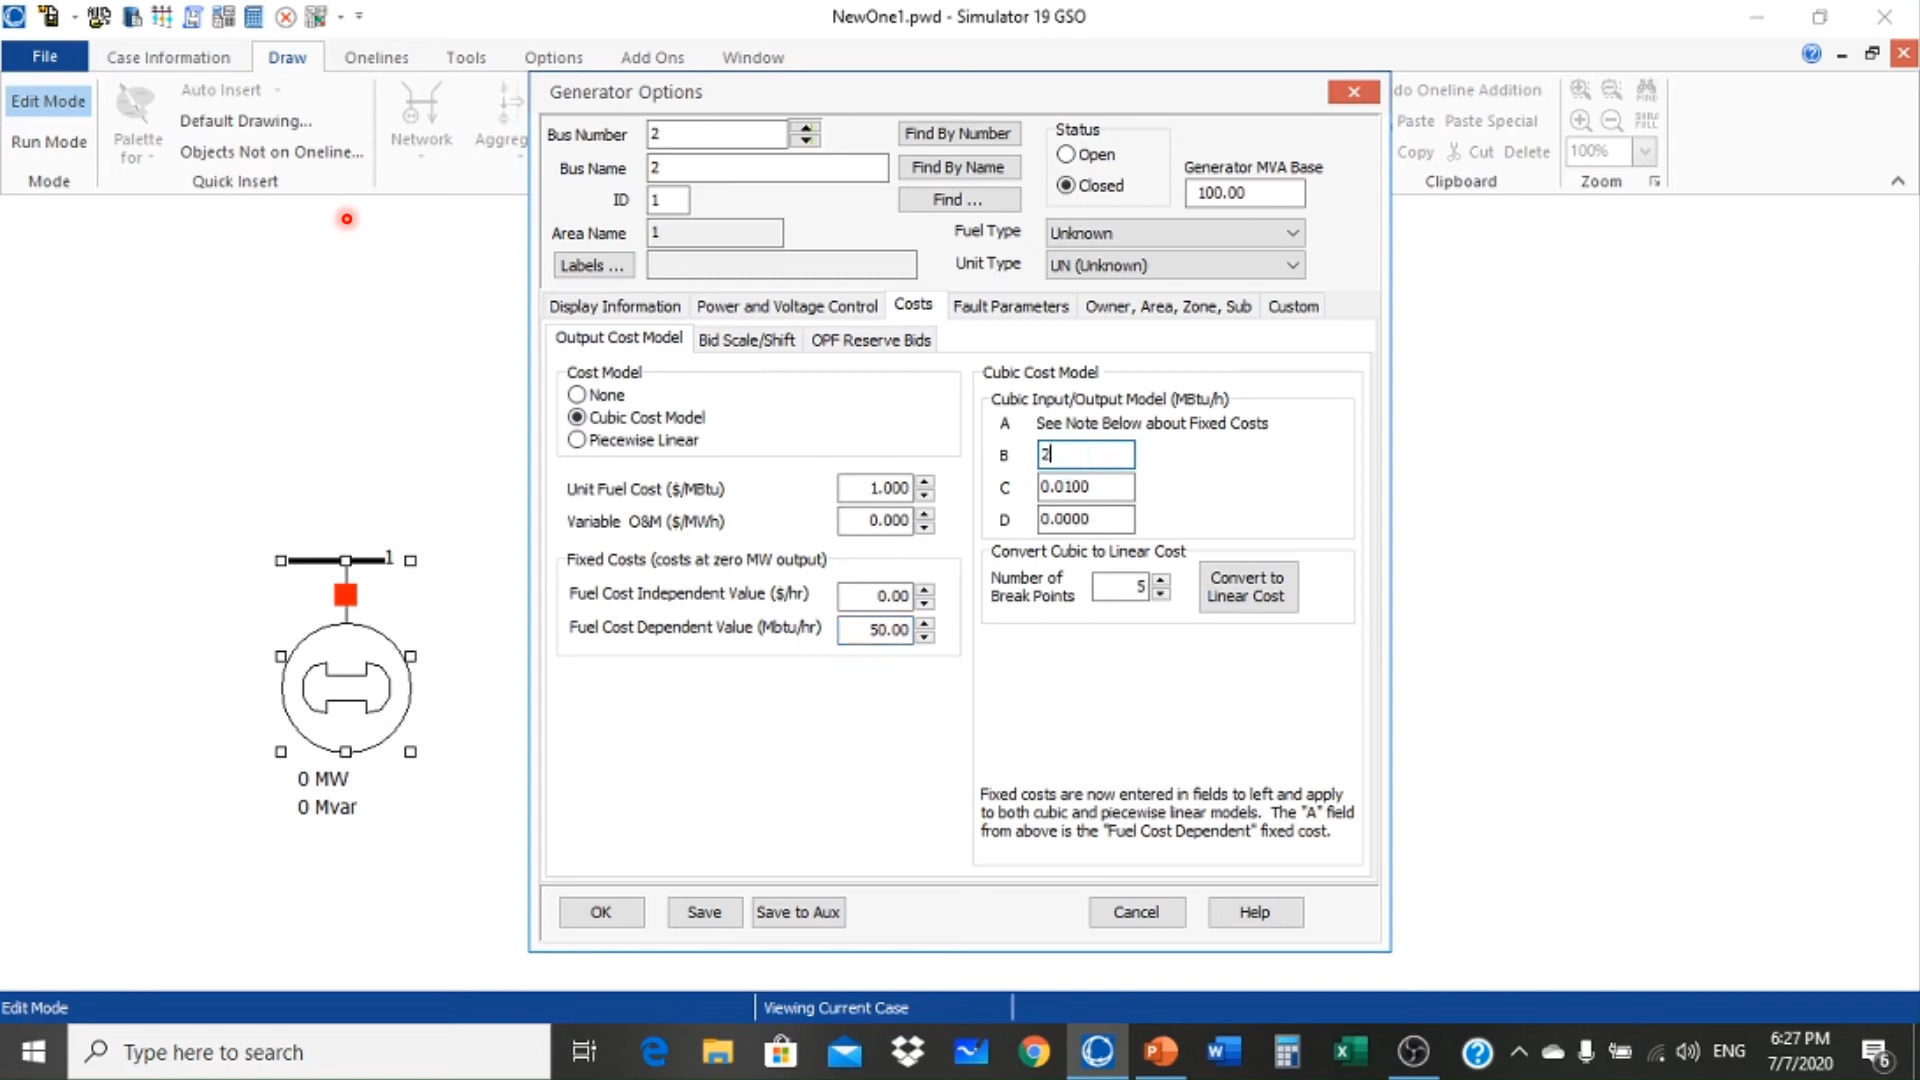 NewOne1.pwd - Simulator 19 GSO
File Case Information Draw Onelines Tools Options Add Ons Window
Edit Mode
Run Mode
Mode
Palette
for
Auto Insert
Default Drawing...
Objects Not on Oneline...
Quick Insert
Network
Aggreg
do Oneline Addition
Paste Paste Special
Copy Cut Delete
Clipboard
100%
Zoom
Generator Options
Bus Number 2 Find By Number
Bus Name 2 Find By Name
ID 1 Find ...
Area Name 1
Labels ...
Status
Open
Closed
Generator MVA Base
100.00
Fuel Type Unknown
Unit Type UN (Unknown)
Display Information Power and Voltage Control Costs Fault Parameters Owner, Area, Zone, Sub Custom
Output Cost Model Bid Scale/Shift OPF Reserve Bids
Cost Model
None
Cubic Cost Model
Piecewise Linear
Unit Fuel Cost ($/MBtu) 1.000
Variable O&M ($/MWh) 0.000
Fixed Costs (costs at zero MW output)
Fuel Cost Independent Value ($/hr) 0.00
Fuel Cost Dependent Value (Mbtu/hr) 50.00
Cubic Cost Model
Cubic Input/Output Model (MBtu/h)
A See Note Below about Fixed Costs
B 2
C 0.0100
D 0.0000
Convert Cubic to Linear Cost
Number of
Break Points
5
Convert to
Linear Cost
Fixed costs are now entered in fields to left and apply
to both cubic and piecewise linear models. The "A" field
from above is the "Fuel Cost Dependent" fixed cost.
OK Save Save to Aux Cancel Help
1
0 MW
0 Mvar
Edit Mode Viewing Current Case
Type here to search
ENG
6:27 PM
7/7/2020
6